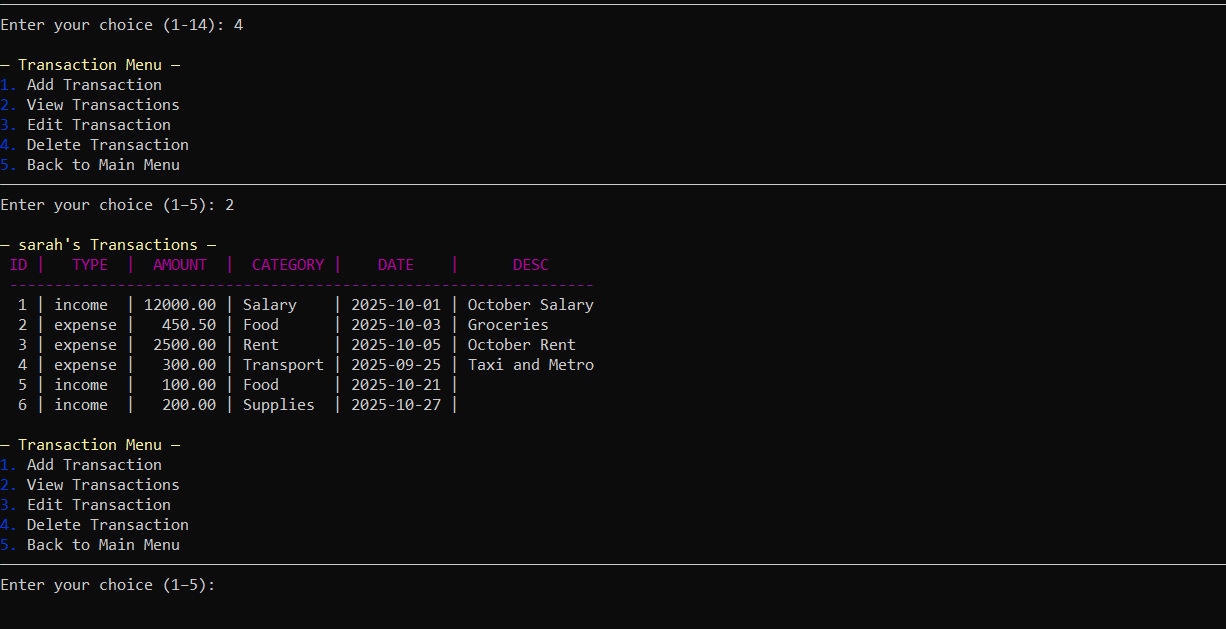 Enter your choice (1-14): 4
— Transaction Menu —
1. Add Transaction
2. View Transactions
3. Edit Transaction
4. Delete Transaction
5. Back to Main Menu
Enter your choice (1–5): 2
— sarah's Transactions —
ID | TYPE | AMOUNT | CATEGORY | DATE | DESC
-----------------------------------------------------------------
1 | income | 12000.00 | Salary | 2025-10-01 | October Salary
2 | expense | 450.50 | Food | 2025-10-03 | Groceries
3 | expense | 2500.00 | Rent | 2025-10-05 | October Rent
4 | expense | 300.00 | Transport | 2025-09-25 | Taxi and Metro
5 | income | 100.00 | Food | 2025-10-21 |
6 | income | 200.00 | Supplies | 2025-10-27 |
— Transaction Menu —
1. Add Transaction
2. View Transactions
3. Edit Transaction
4. Delete Transaction
5. Back to Main Menu
Enter your choice (1–5):